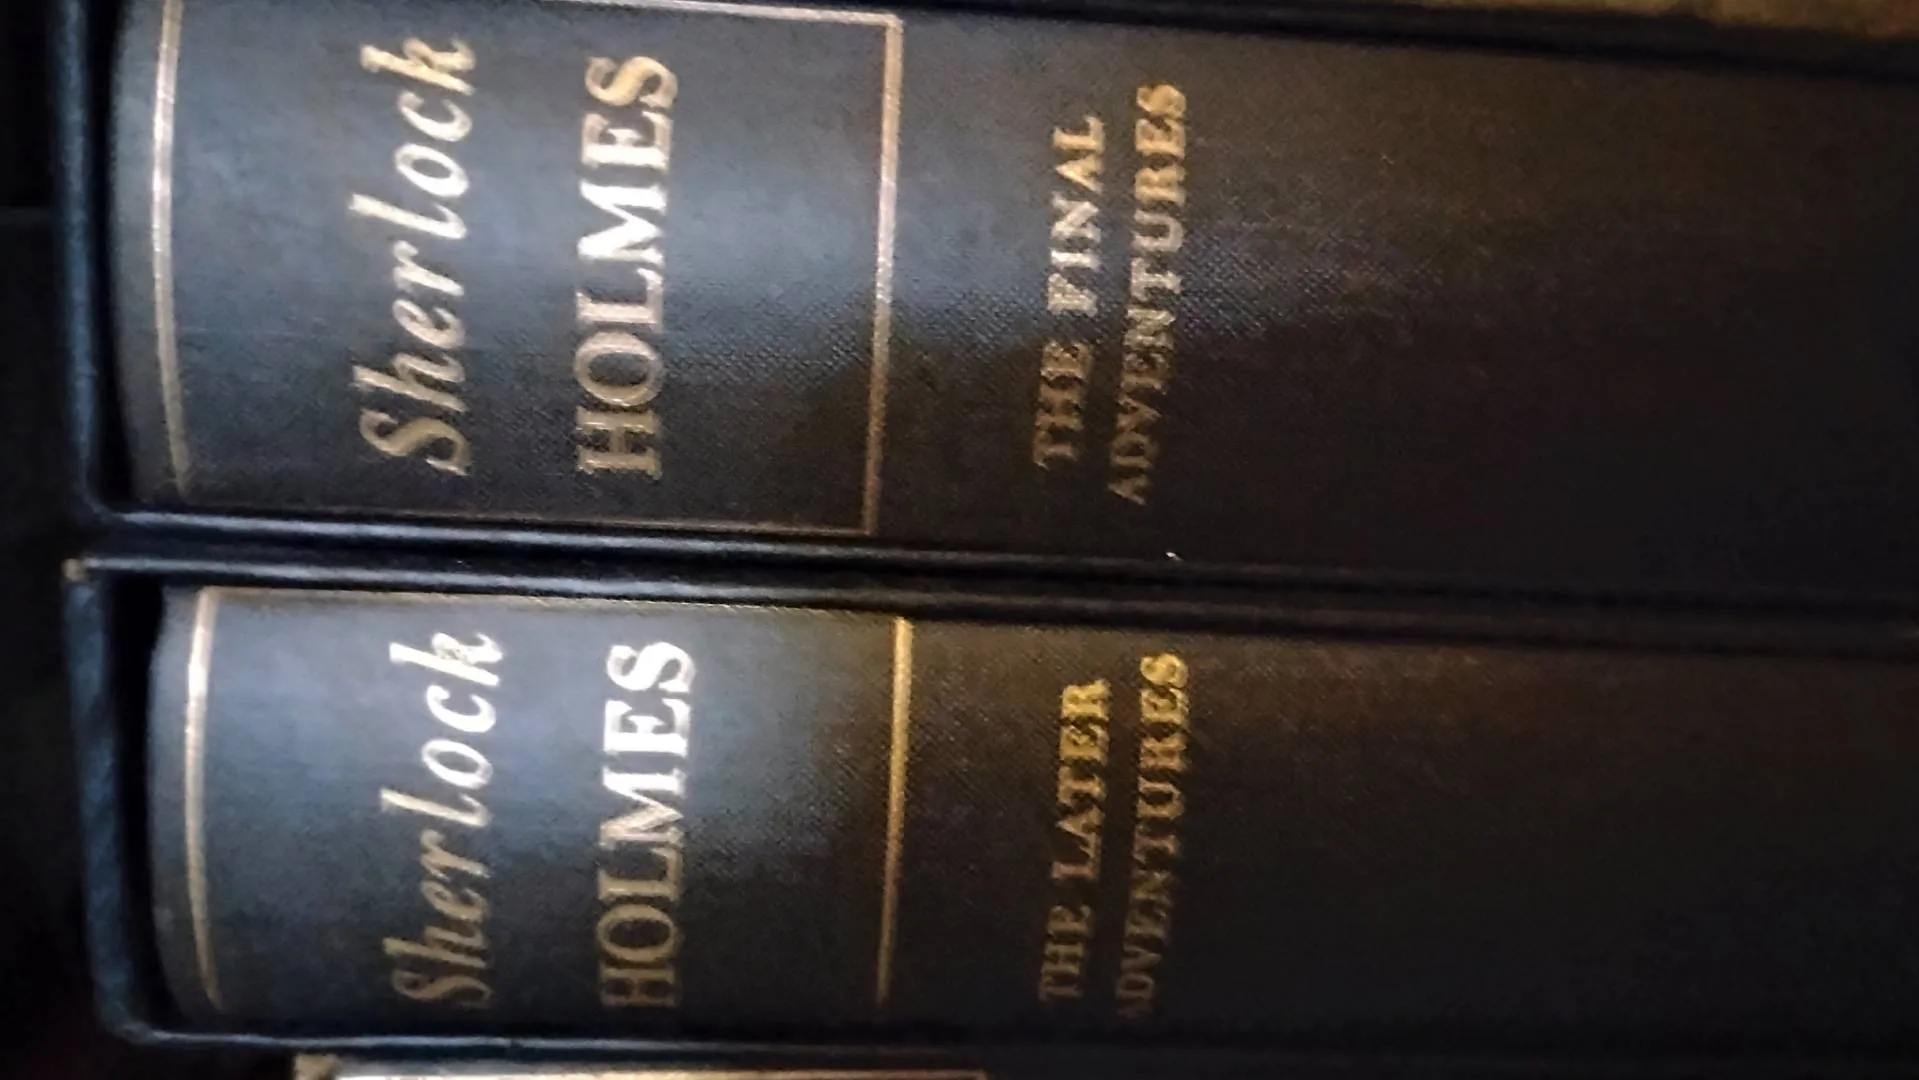 Sherlock
HOLMES
THE FINAL
ADVENTURES
Sherlock
HOLMES
THE LATER
ADVENTURES